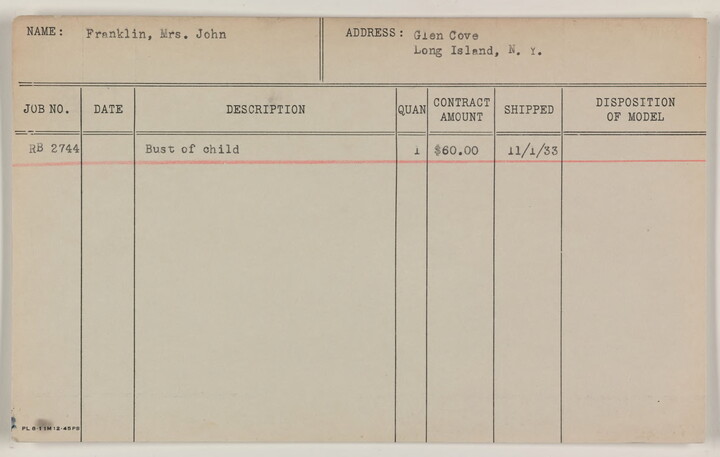 NAME: Franklin, Mrs. John ADDRESS: Glen Cove
Long Island, N. Y.
JOB NO. DATE DESCRIPTION QUAN CONTRACT AMOUNT SHIPPED DISPOSITION OF MODEL
RB 2744 Bust of child 1 $60.00 11/1/33